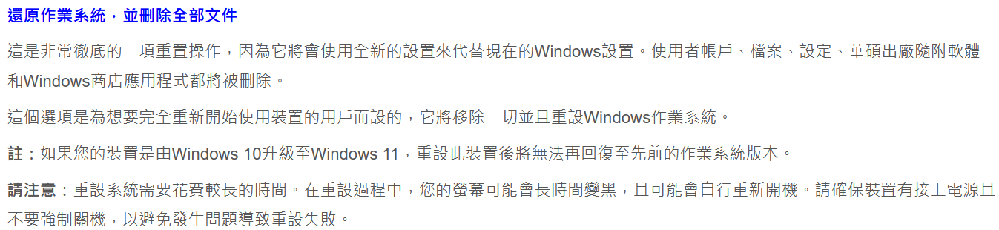 還原作業系統，並刪除全部文件
這是非常徹底的一項重置操作，因為它將會使用全新的設置來代替現在的Windows設置。使用者帳戶、檔案、設定、華碩出廠隨附軟體
和Windows商店應用程式都將被刪除。
這個選項是為想要完全重新開始使用裝置的用戶而設的，它將移除一切並且重設Windows作業系統。
註：如果您的裝置是由Windows 10升級至Windows 11，重設此裝置後將無法再回復至先前的作業系統版本。
請注意：重設系統需要花費較長的時間。在重設過程中，您的螢幕可能會長時間變黑，且可能會自行重新開機。請確保裝置有接上電源且
不要強制關機，以避免發生問題導致重設失敗。